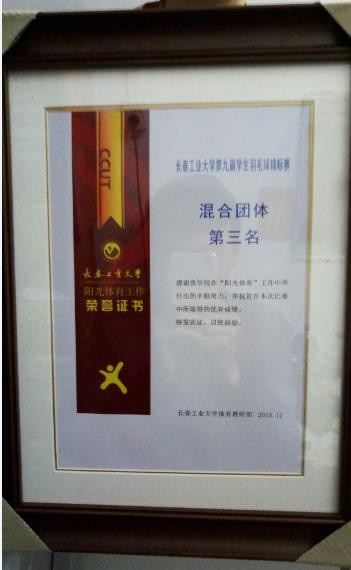 CCUT
长春工业大学
阳光体育工作
荣誉证书
长春工业大学第九届学生羽毛球锦标赛
混合团体
第三名
感谢贵学院在“阳光体育”工作中所
付出的辛勤努力，并祝贺在本次比赛
中所取得的优异成绩。
特发此证，以资鼓励。
长春工业大学体育教研部 2015.12